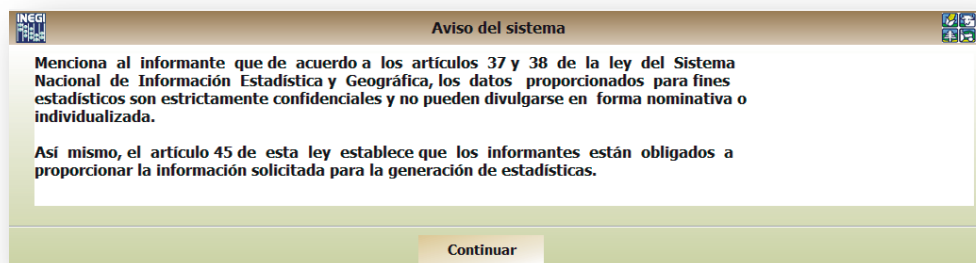 INEGI
Aviso del sistema
Menciona al informante que de acuerdo a los artículos 37 y 38 de la ley del Sistema
Nacional de Información Estadística y Geográfica, los datos proporcionados para fines
estadísticos son estrictamente confidenciales y no pueden divulgarse en forma nominativa o
individualizada.
Así mismo, el artículo 45 de esta ley establece que los informantes están obligados a
proporcionar la información solicitada para la generación de estadísticas.
Continuar